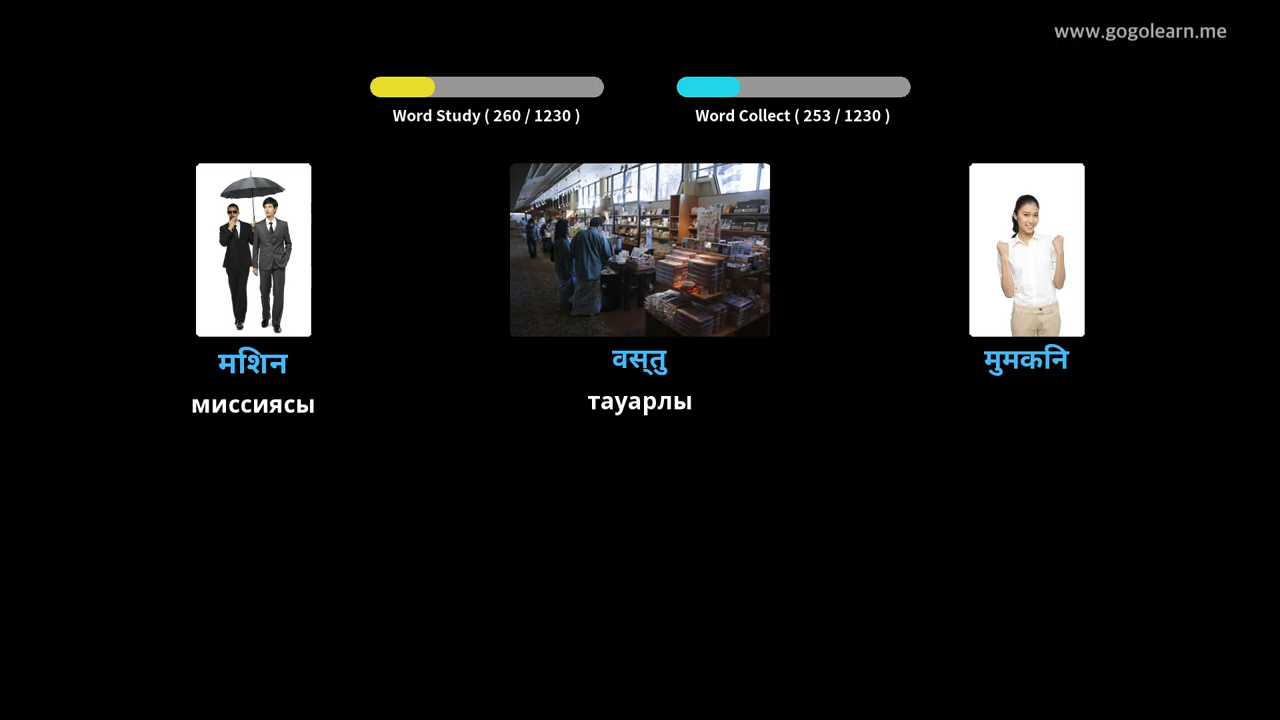 www.gogolearn.me
Word Study ( 260 / 1230 )
Word Collect ( 253 / 1230 )
मशिन
वस्‌तु
मुमकनि
миссиясы
тауарлы